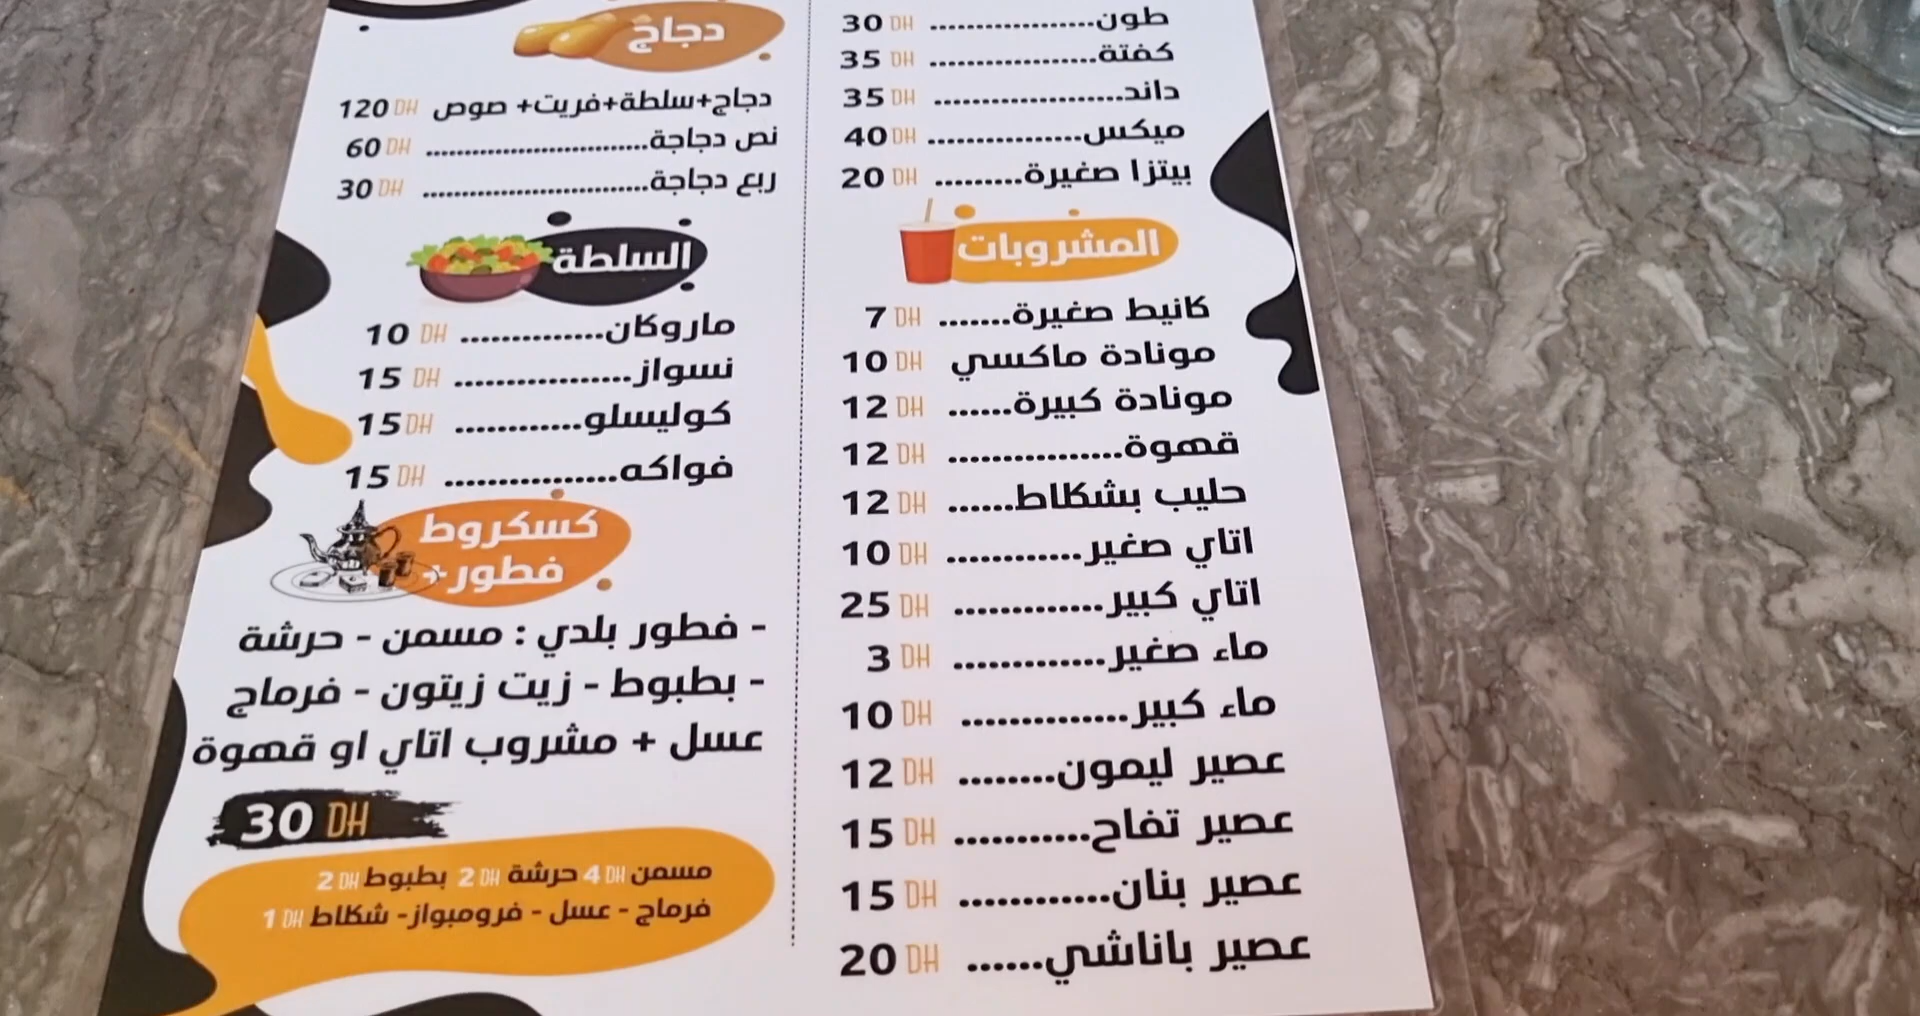 طون.................30 DH
كفتة.................35 DH
داند...................35 DH
ميكس...............40 DH
بيتزا صغيرة.........20 DH
المشروبات
كانيط صغيرة.......7 DH
مونادة ماكسي 10 DH
مونادة كبيرة......12 DH
قهوة................12 DH
حليب بشكلاط......12 DH
اتاي صغير............10 DH
اتاي كبير.............25 DH
ماء صغير.............3 DH
ماء كبير..............10 DH
عصير ليمون........12 DH
عصير تفاح...........15 DH
عصير بنان............15 DH
عصير باناشي......20 DH
دجاج
دجاج+سلطة+فريت+ صوص 120 DH
نص دجاجة.............................60 DH
ربع دجاجة.............................30 DH
السلطة
ماروكان..............10 DH
نسواز.................15 DH
كوليسلو............15 DH
فواكه................15 DH
كسكروط
فطور+
- فطور بلدي : مسمن - حرشة
- بطبوط - زيت زيتون - فرماج
عسل + مشروب اتاي او قهوة
30 DH
مسمن 4 DH حرشة 2 DH بطبوط 2 DH
فرماج - عسل - فرومبواز- شكلاط 1 DH